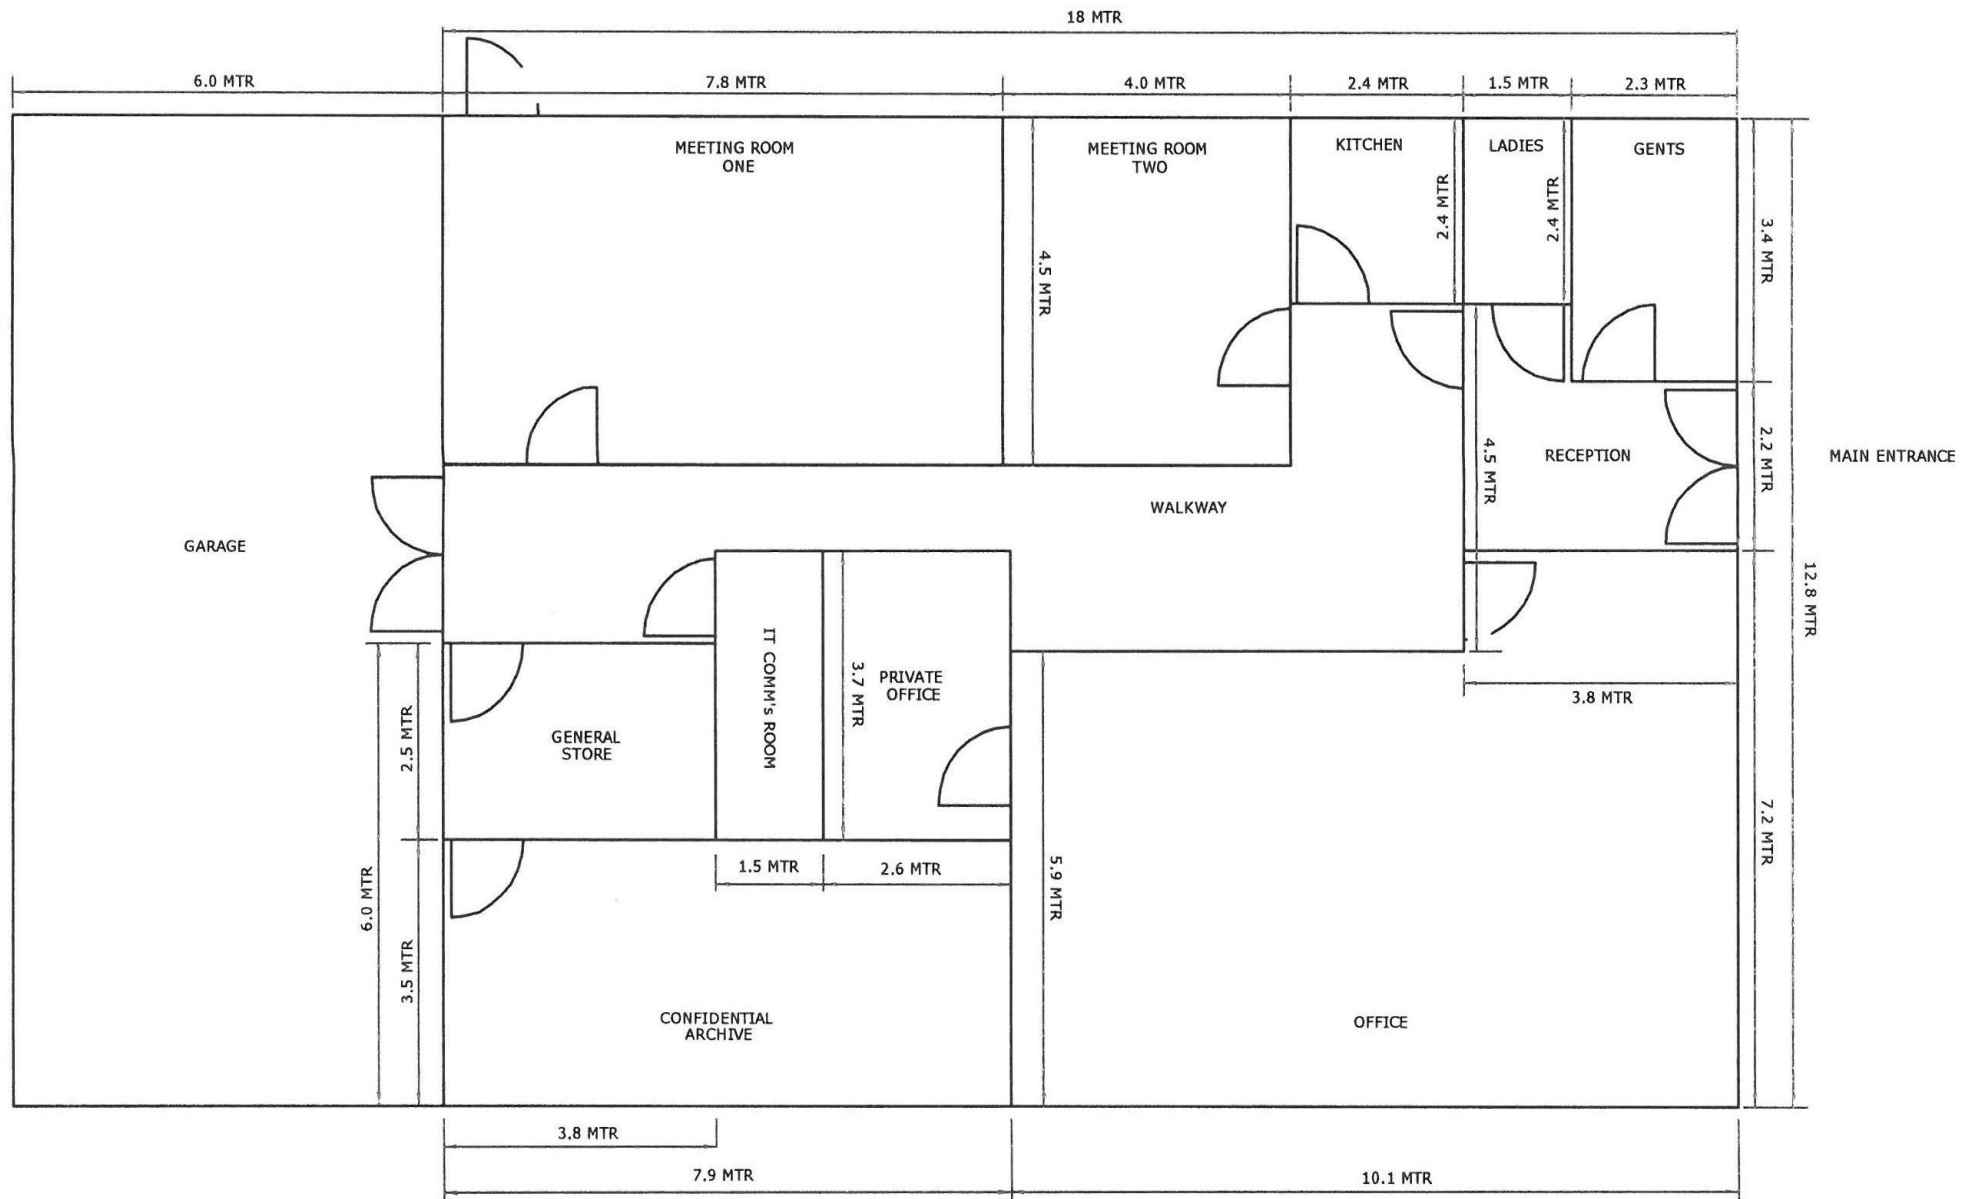 18 MTR
6.0 MTR
7.8 MTR
4.0 MTR
2.4 MTR
1.5 MTR
2.3 MTR
MEETING ROOM
ONE
MEETING ROOM
TWO
KITCHEN
LADIES
GENTS
2.4 MTR
2.4 MTR
3.4 MTR
4.5 MTR
4.5 MTR
RECEPTION
2.2 MTR
MAIN ENTRANCE
WALKWAY
GARAGE
12.8 MTR
IT COMM's ROOM
3.7 MTR
PRIVATE
OFFICE
3.8 MTR
2.5 MTR
GENERAL
STORE
7.2 MTR
1.5 MTR
2.6 MTR
5.9 MTR
6.0 MTR
3.5 MTR
CONFIDENTIAL
ARCHIVE
OFFICE
3.8 MTR
7.9 MTR
10.1 MTR